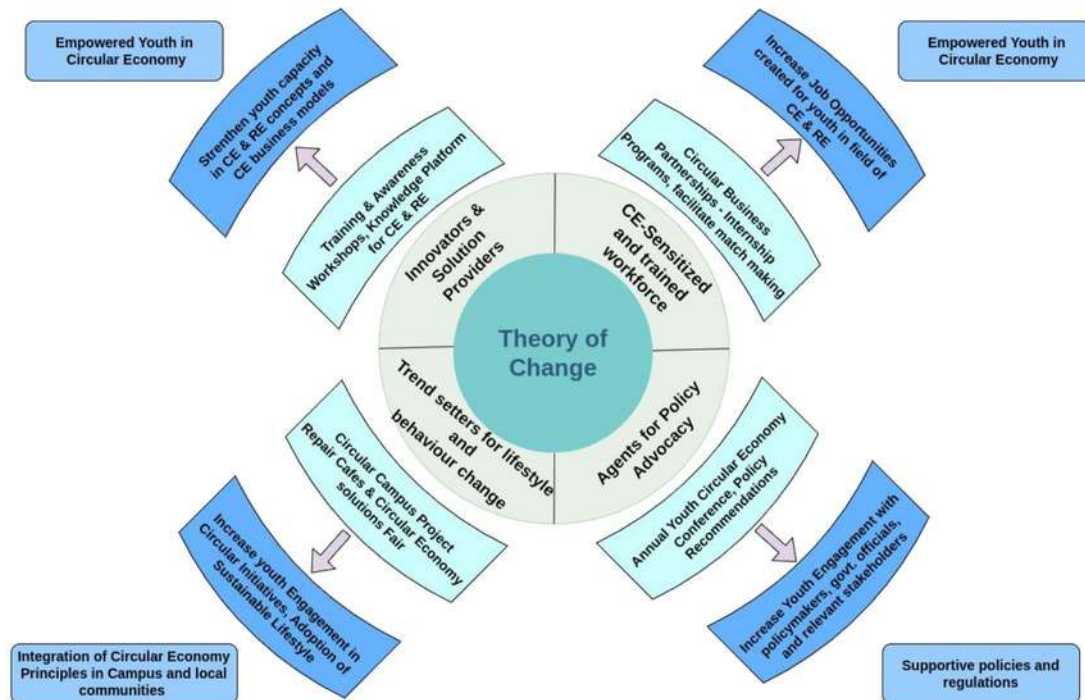 Empowered Youth in
Circular Economy
Strenthen youth capacity
in CE & RE concepts and
CE business models
Training & Awareness
Workshops, Knowledge Platform
for CE & RE
Innovators &
Solution
Providers
Empowered Youth in
Circular Economy
Increase Job Opportunities
created for youth in field of
CE & RE
Circular Business
Partnerships - Internship
Programs, facilitate match making
CE-Sensitized
and trained
workforce
Theory of
Change
Trend setters for lifestyle
and
behaviour change
Circular Campus Project
Repair Cafes & Circular Economy
solutions Fair
Increase youth Engagement in
Circular Initiatives, Adoption of
Sustainable Lifestyle
Integration of Circular Economy
Principles in Campus and local
communities
Agents for Policy
Advocacy
Annual Youth Circular Economy
Conference, Policy
Recommendations
Increase Youth Engagement with
policymakers, govt. officials,
and relevant stakeholders
Supportive policies and
regulations